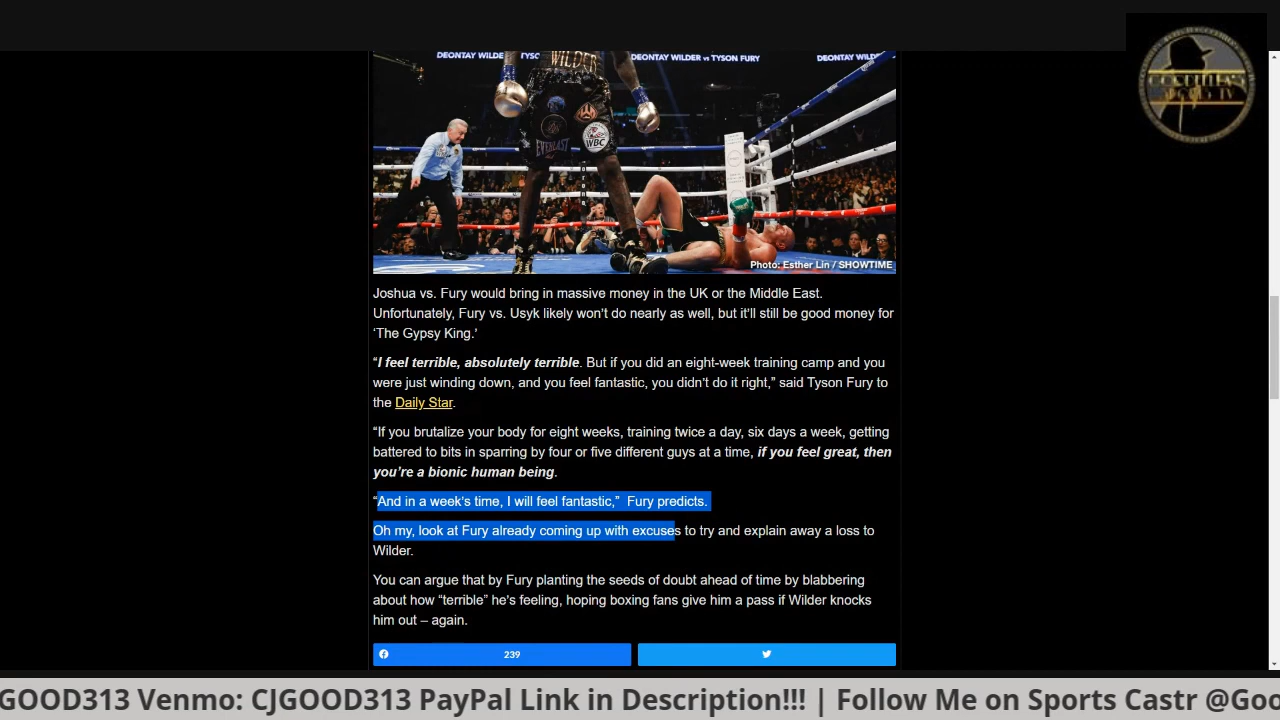 DEONTAY WILDER vs TYSO
WILDER
DEONTAY WILDER vs TYSON FURY
DEONTAY WILD
EVERLAST
WBC
Photo: Esther Lin / SHOWTIME
Joshua vs. Fury would bring in massive money in the UK or the Middle East.
Unfortunately, Fury vs. Usyk likely won’t do nearly as well, but it'll still be good money for
‘The Gypsy King.’
“I feel terrible, absolutely terrible. But if you did an eight-week training camp and you
were just winding down, and you feel fantastic, you didn’t do it right,” said Tyson Fury to
the Daily Star.
“If you brutalize your body for eight weeks, training twice a day, six days a week, getting
battered to bits in sparring by four or five different guys at a time, if you feel great, then
you’re a bionic human being.
“And in a week’s time, I will feel fantastic,”  Fury predicts.
Oh my, look at Fury already coming up with excuses to try and explain away a loss to
Wilder.
You can argue that by Fury planting the seeds of doubt ahead of time by blabbering
about how “terrible” he's feeling, hoping boxing fans give him a pass if Wilder knocks
him out – again.
239
GOOD313 Venmo: CJGOOD313 PayPal Link in Description!!! | Follow Me on Sports Castr @Goo